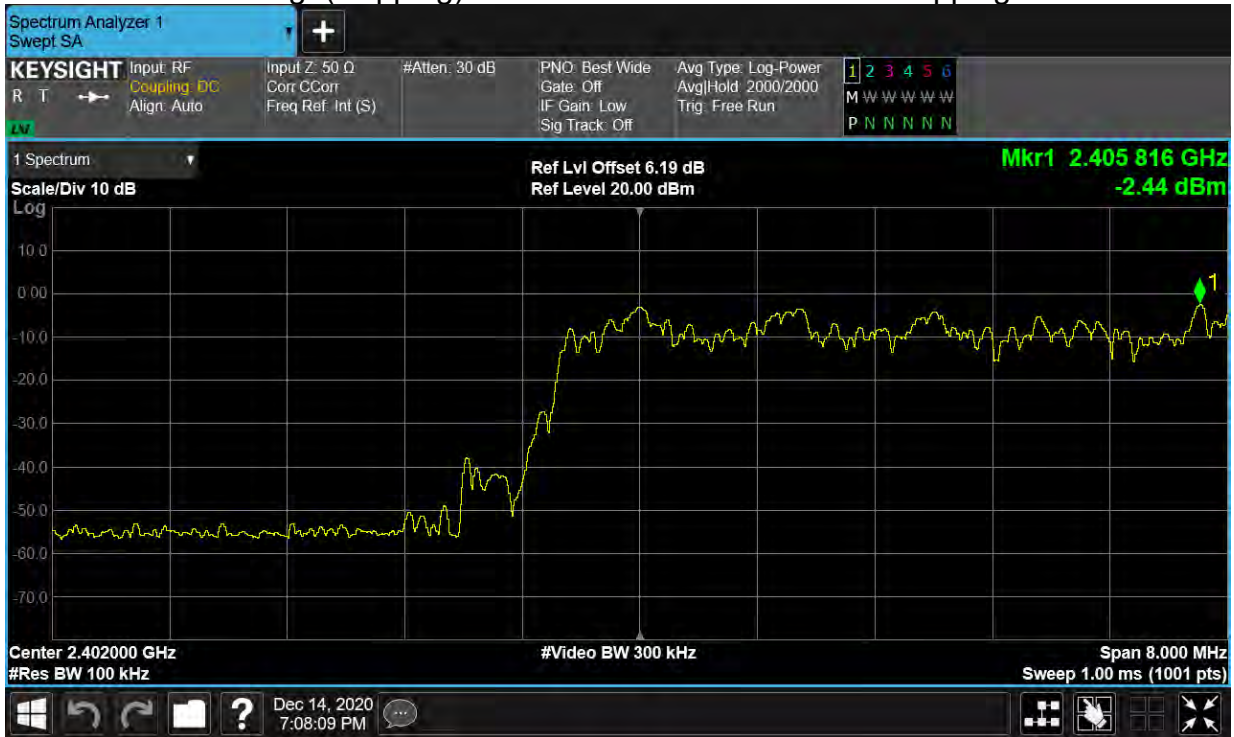 Spectrum Analyzer 1
Swept SA
+
KEYSIGHT
R T
LXI
Input: RF
Coupling: DC
Align: Auto
Input Z: 50 Ω
Corr CCorr
Freq Ref: Int (S)
#Atten: 30 dB
PNO: Best Wide
Gate: Off
IF Gain: Low
Sig Track: Off
Avg Type: Log-Power
Avg|Hold: 2000/2000
Trig: Free Run
1 2 3 4 5 6
M W W W W W
P N N N N N N
1 Spectrum
Scale/Div 10 dB
Log
Ref Lvl Offset 6.19 dB
Ref Level 20.00 dBm
Mkr1 2.405 816 GHz
-2.44 dBm
1
10.0
0.00
-10.0
-20.0
-30.0
-40.0
-50.0
-60.0
-70.0
Center 2.402000 GHz
#Res BW 100 kHz
#Video BW 300 kHz
Span 8.000 MHz
Sweep 1.00 ms (1001 pts)
?
Dec 14, 2020
7:08:09 PM